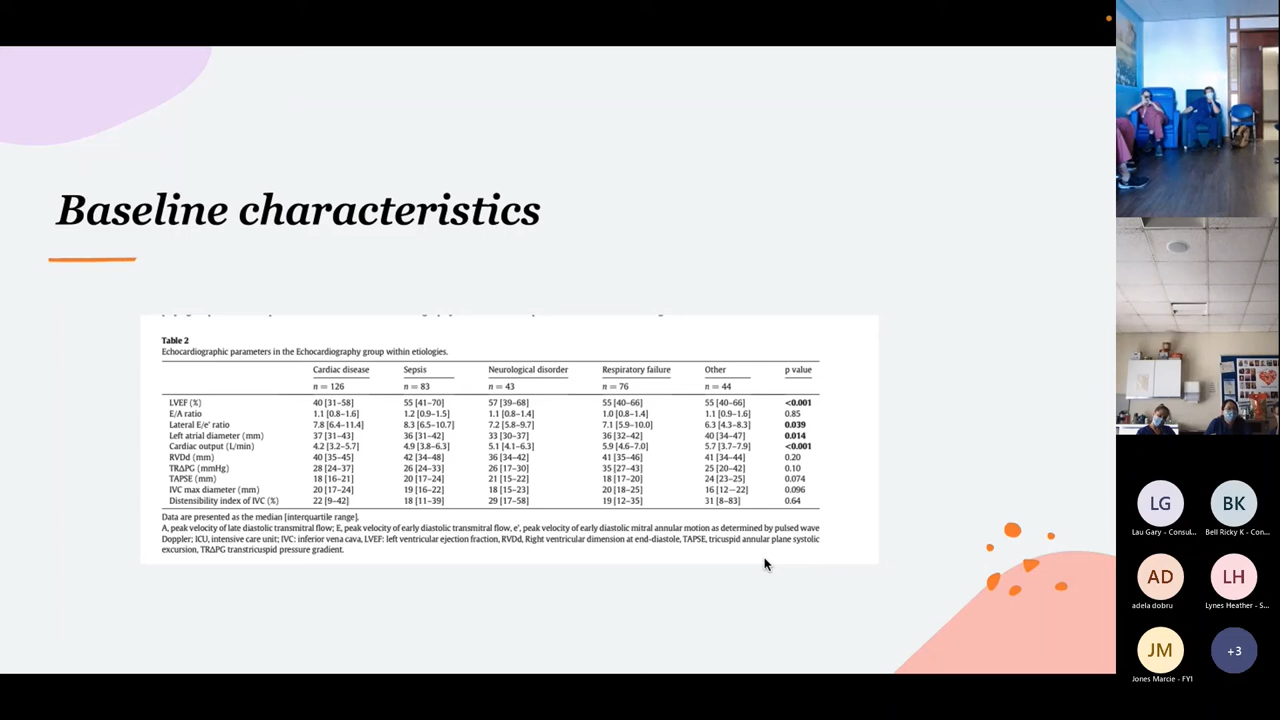 Baseline characteristics
Table 2
Echocardiographic parameters in the Echocardiography group within etiologies.
Cardiac disease Sepsis Neurological disorder Respiratory failure Other p value
n = 126 n = 83 n = 43 n = 76 n = 44
LVEF (%) 40 [31–58] 55 [41–70] 57 [39–68] 55 [40–66] 55 [40–66] <0.001
E/A ratio 1.1 [0.8–1.6] 1.2 [0.9–1.5] 1.1 [0.8–1.4] 1.0 [0.8–1.4] 1.1 [0.9–1.6] 0.85
Lateral E/e' ratio 7.8 [6.4–11.4] 8.3 [6.5–10.7] 7.2 [5.8–9.7] 7.1 [5.9–10.0] 6.3 [4.3–8.3] 0.039
Left atrial diameter (mm) 37 [31–43] 36 [31–42] 33 [30–37] 36 [32–42] 40 [34–47] 0.014
Cardiac output (L/min) 4.2 [3.2–5.7] 4.9 [3.8–6.3] 5.1 [4.1–6.3] 5.9 [4.6–7.0] 5.7 [3.7–7.9] <0.001
RVDd (mm) 40 [35–45] 42 [34–48] 36 [34–42] 41 [35–46] 41 [34–44] 0.20
TRΔPG (mmHg) 28 [24–37] 26 [24–33] 26 [17–30] 35 [27–43] 25 [20–42] 0.10
TAPSE (mm) 18 [16–21] 20 [17–24] 21 [15–22] 18 [17–20] 24 [23–25] 0.074
IVC max diameter (mm) 20 [17–24] 19 [16–22] 18 [15–23] 20 [18–25] 16 [12–22] 0.096
Distensibility index of IVC (%) 22 [9–42] 18 [11–39] 29 [17–58] 19 [12–35] 31 [8–83] 0.64
Data are presented as the median [interquartile range].
A, peak velocity of late diastolic transmitral flow; E, peak velocity of early diastolic transmitral flow, e', peak velocity of early diastolic mitral annular motion as determined by pulsed wave
Doppler; ICU, intensive care unit; IVC: inferior vena cava, LVEF: left ventricular ejection fraction, RVDd, Right ventricular dimension at end-diastole, TAPSE, tricuspid annular plane systolic
excursion, TRΔPG transtricuspid pressure gradient.
LG BK
Lau Gary - Consul... Bell Ricky K - Con...
AD LH
adela dobru Lynes Heather - S...
JM +3
Jones Marcie - FY1